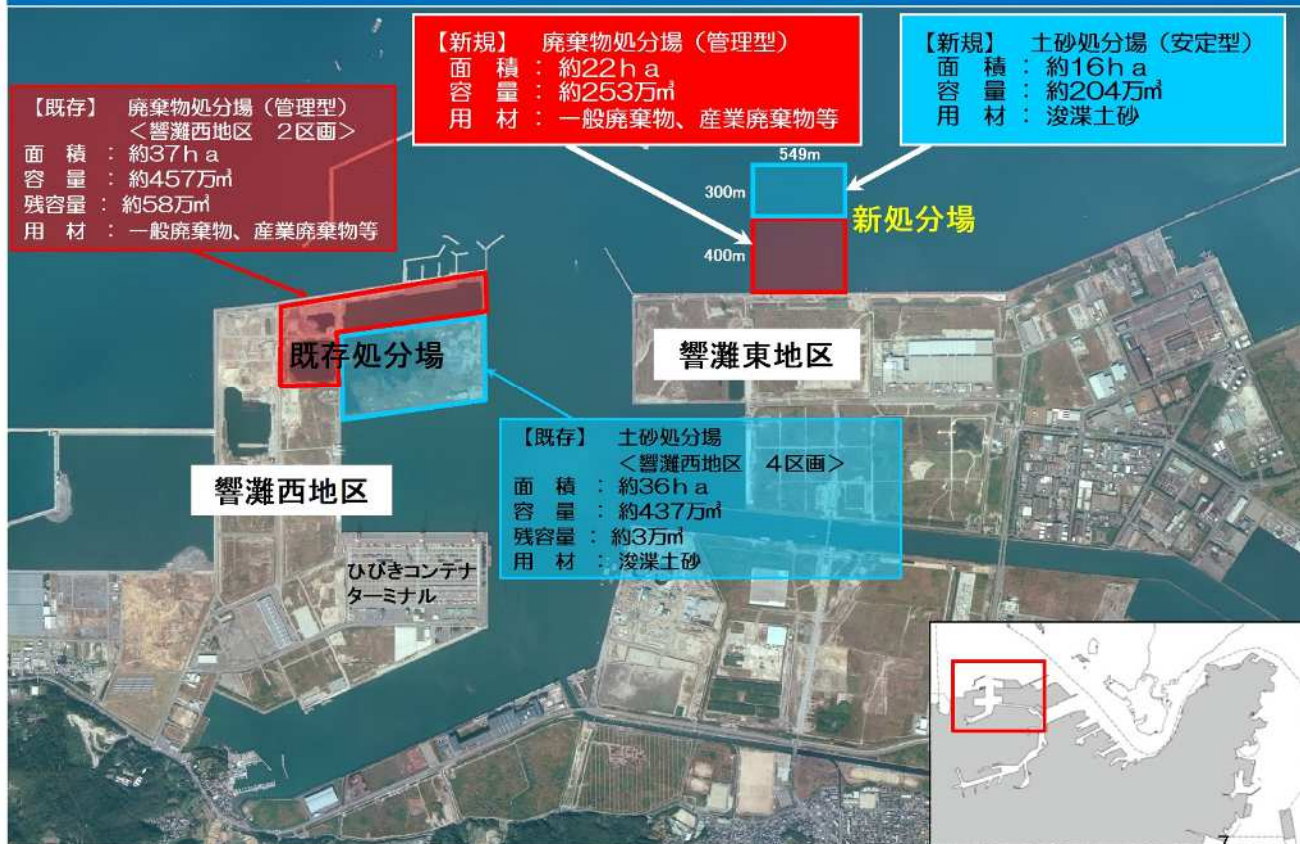 【新規】 廃棄物処分場（管理型）
面 積 ： 約22ha
容 量 ： 約253万㎥
用 材 ： 一般廃棄物、産業廃棄物等
【新規】 土砂処分場（安定型）
面 積 ： 約16ha
容 量 ： 約204万㎥
用 材 ： 浚渫土砂
【既存】 廃棄物処分場（管理型）
＜響灘西地区 2区画＞
面 積 ： 約37ha
容 量 ： 約457万㎥
残容量 ： 約58万㎥
用 材 ： 一般廃棄物、産業廃棄物等
549m
300m
新処分場
400m
既存処分場
響灘東地区
【既存】 土砂処分場
＜響灘西地区 4区画＞
面 積 ： 約36ha
容 量 ： 約437万㎥
残容量 ： 約3万㎥
用 材 ： 浚渫土砂
響灘西地区
ひびきコンテナ
ターミナル
7